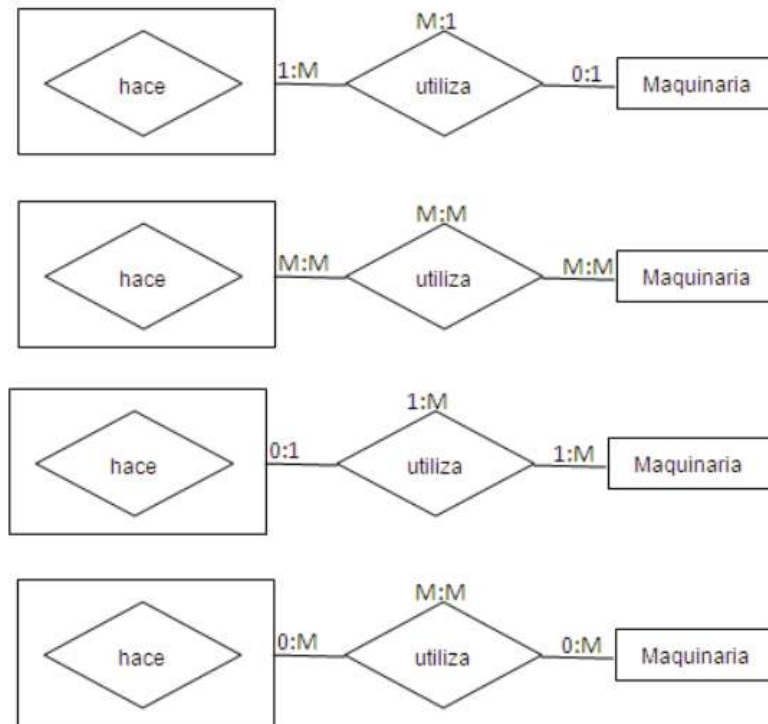 M:1
hace 1:M utiliza 0:1 Maquinaria
M:M
hace M:M utiliza M:M Maquinaria
1:M
hace 0:1 utiliza 1:M Maquinaria
M:M
hace 0:M utiliza 0:M Maquinaria